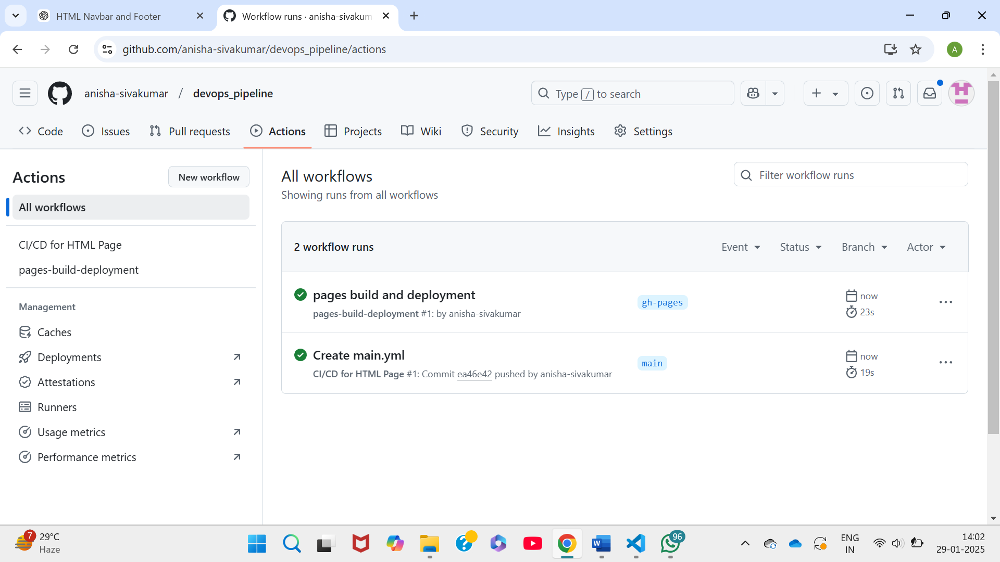 HTML Navbar and Footer
Workflow runs · anisha-sivakum
github.com/anisha-sivakumar/devops_pipeline/actions
A
anisha-sivakumar / devops_pipeline
Type / to search
Code
Issues
Pull requests
Actions
Projects
Wiki
Security
Insights
Settings
Actions
New workflow
All workflows
CI/CD for HTML Page
pages-build-deployment
Management
Caches
Deployments
Attestations
Runners
Usage metrics
Performance metrics
All workflows
Showing runs from all workflows
Filter workflow runs
2 workflow runs
Event
Status
Branch
Actor
pages build and deployment
pages-build-deployment #1: by anisha-sivakumar
gh-pages
now
23s
Create main.yml
CI/CD for HTML Page #1: Commit ea46e42 pushed by anisha-sivakumar
main
now
19s
7
29°C
Haze
96
ENG
IN
14:02
29-01-2025